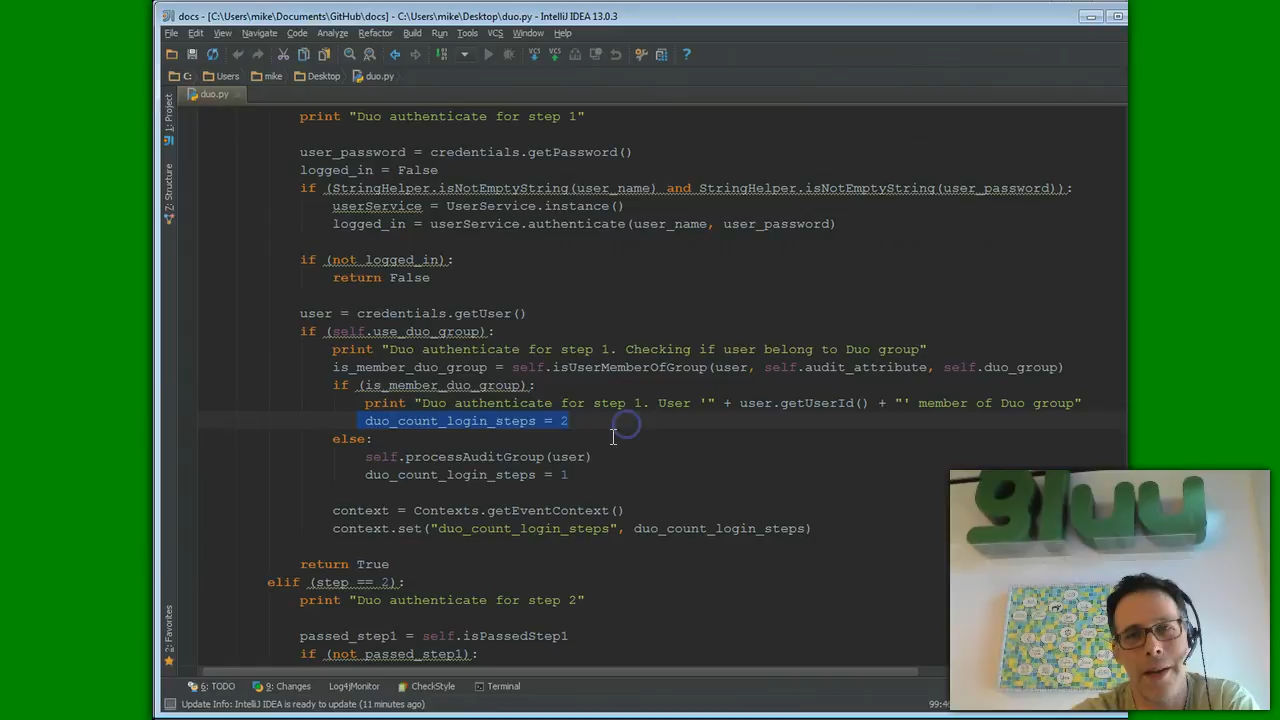 docs - [C:\Users\mike\Documents\GitHub\docs] - C:\Users\mike\Desktop\duo.py - IntelliJ IDEA 13.0.3
File Edit View Navigate Code Analyze Refactor Build Run Tools VCS Window Help
C: Users mike Desktop duo.py
duo.py
1: Project
7: Structure
2: Favorites
print "Duo authenticate for step 1"
user_password = credentials.getPassword()
logged_in = False
if (StringHelper.isNotEmptyString(user_name) and StringHelper.isNotEmptyString(user_password)):
userService = UserService.instance()
logged_in = userService.authenticate(user_name, user_password)
if (not logged_in):
return False
user = credentials.getUser()
if (self.use_duo_group):
print "Duo authenticate for step 1. Checking if user belong to Duo group"
is_member_duo_group = self.isUserMemberOfGroup(user, self.audit_attribute, self.duo_group)
if (is_member_duo_group):
print "Duo authenticate for step 1. User '" + user.getUserId() + "' member of Duo group"
duo_count_login_steps = 2
else:
self.processAuditGroup(user)
duo_count_login_steps = 1
context = Contexts.getEventContext()
context.set("duo_count_login_steps", duo_count_login_steps)
return True
elif (step == 2):
print "Duo authenticate for step 2"
passed_step1 = self.isPassedStep1
if (not passed_step1):
6: TODO 9: Changes Log4jMonitor CheckStyle Terminal
Update Info: IntelliJ IDEA is ready to update (11 minutes ago)
gluu